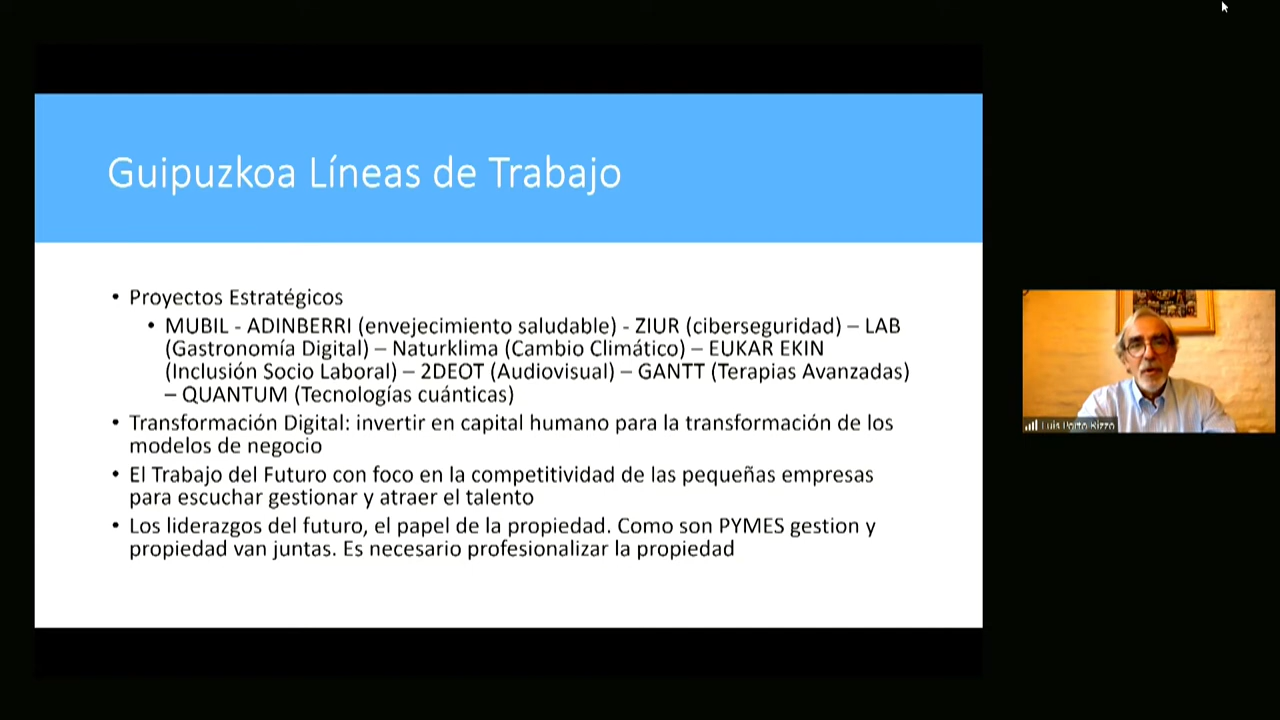 Guipuzkoa Líneas de Trabajo
• Proyectos Estratégicos
• MUBIL - ADINBERRI (envejecimiento saludable) - ZIUR (ciberseguridad) – LAB
(Gastronomía Digital) – Naturklima (Cambio Climático) – EUKAR EKIN
(Inclusión Socio Laboral) – 2DEOT (Audiovisual) – GANTT (Terapias Avanzadas)
– QUANTUM (Tecnologías cuánticas)
• Transformación Digital: invertir en capital humano para la transformación de los
modelos de negocio
• El Trabajo del Futuro con foco en la competitividad de las pequeñas empresas
para escuchar gestionar y atraer el talento
• Los liderazgos del futuro, el papel de la propiedad. Como son PYMES gestion y
propiedad van juntas. Es necesario profesionalizar la propiedad
Luis Porto Rizzo